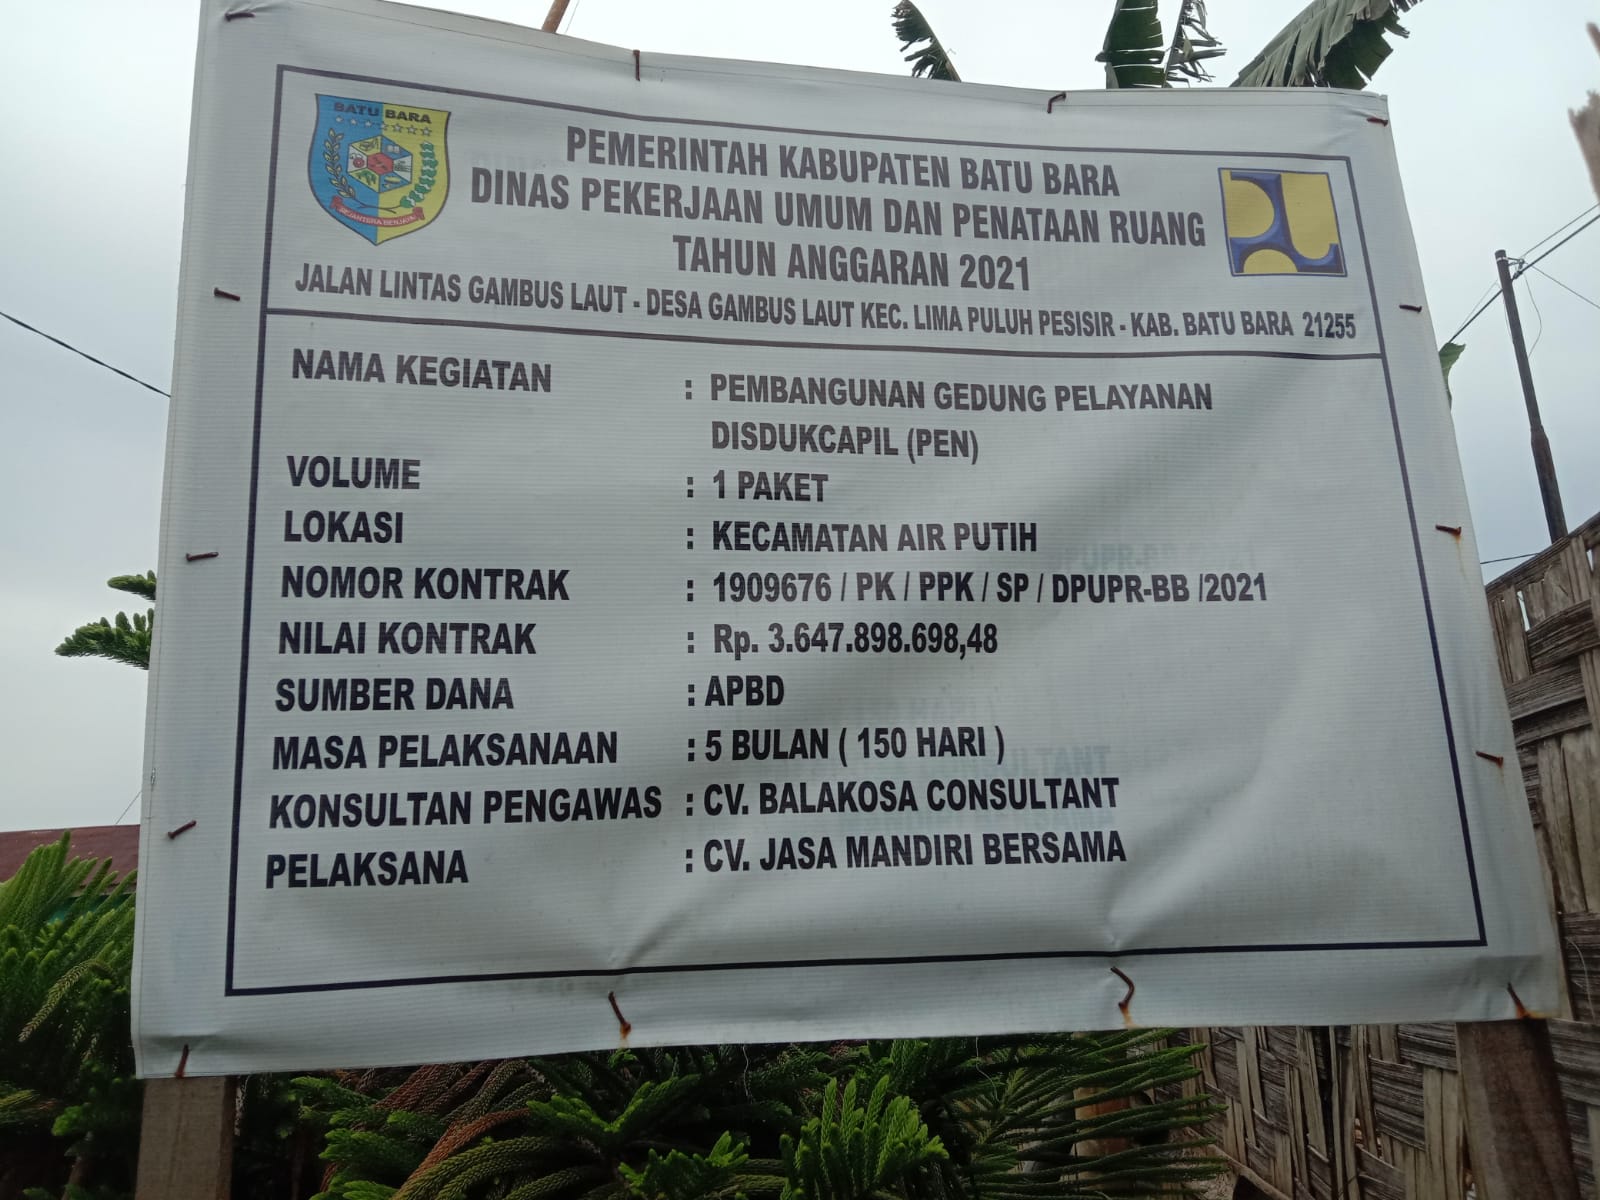 BATU BARA
SEJAHTERA BERJAYA
PEMERINTAH KABUPATEN BATU BARA
DINAS PEKERJAAN UMUM DAN PENATAAN RUANG
TAHUN ANGGARAN 2021
JALAN LINTAS GAMBUS LAUT - DESA GAMBUS LAUT KEC. LIMA PULUH PESISIR - KAB. BATU BARA 21255
NAMA KEGIATAN : PEMBANGUNAN GEDUNG PELAYANAN
DISDUKCAPIL (PEN)
VOLUME : 1 PAKET
LOKASI : KECAMATAN AIR PUTIH
NOMOR KONTRAK : 1909676 / PK / PPK / SP / DPUPR-BB /2021
NILAI KONTRAK : Rp. 3.647.898.698,48
SUMBER DANA : APBD
MASA PELAKSANAAN : 5 BULAN ( 150 HARI )
KONSULTAN PENGAWAS : CV. BALAKOSA CONSULTANT
PELAKSANA : CV. JASA MANDIRI BERSAMA